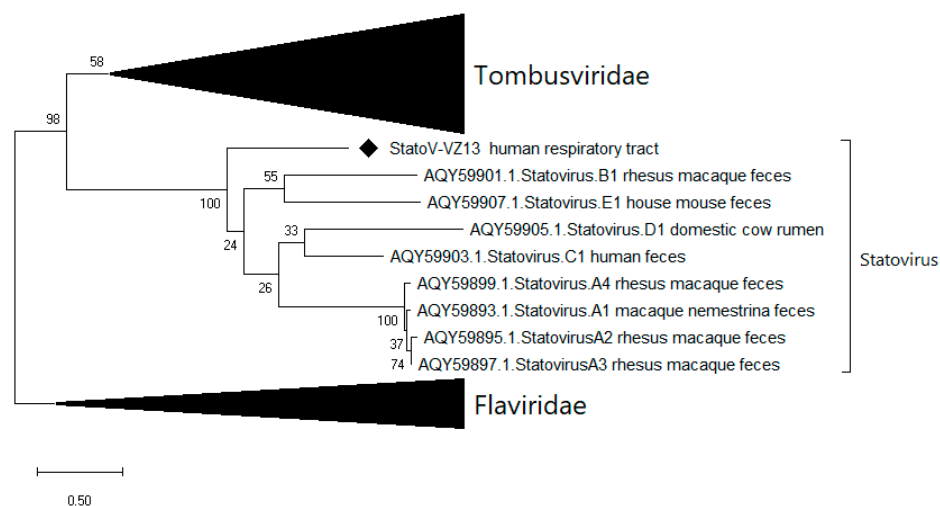 58
Tombusviridae
98
StatoV-VZ13 human respiratory tract
55
AQY59901.1.Statovirus.B1 rhesus macaque feces
100
AQY59907.1.Statovirus.E1 house mouse feces
33
AQY59905.1.Statovirus.D1 domestic cow rumen
24
AQY59903.1.Statovirus.C1 human feces
Statovirus
26
AQY59899.1.Statovirus.A4 rhesus macaque feces
AQY59893.1.Statovirus.A1 macaque nemestrina feces
100
AQY59895.1.StatovirusA2 rhesus macaque feces
37
74
AQY59897.1.StatovirusA3 rhesus macaque feces
Flaviridae
0.50